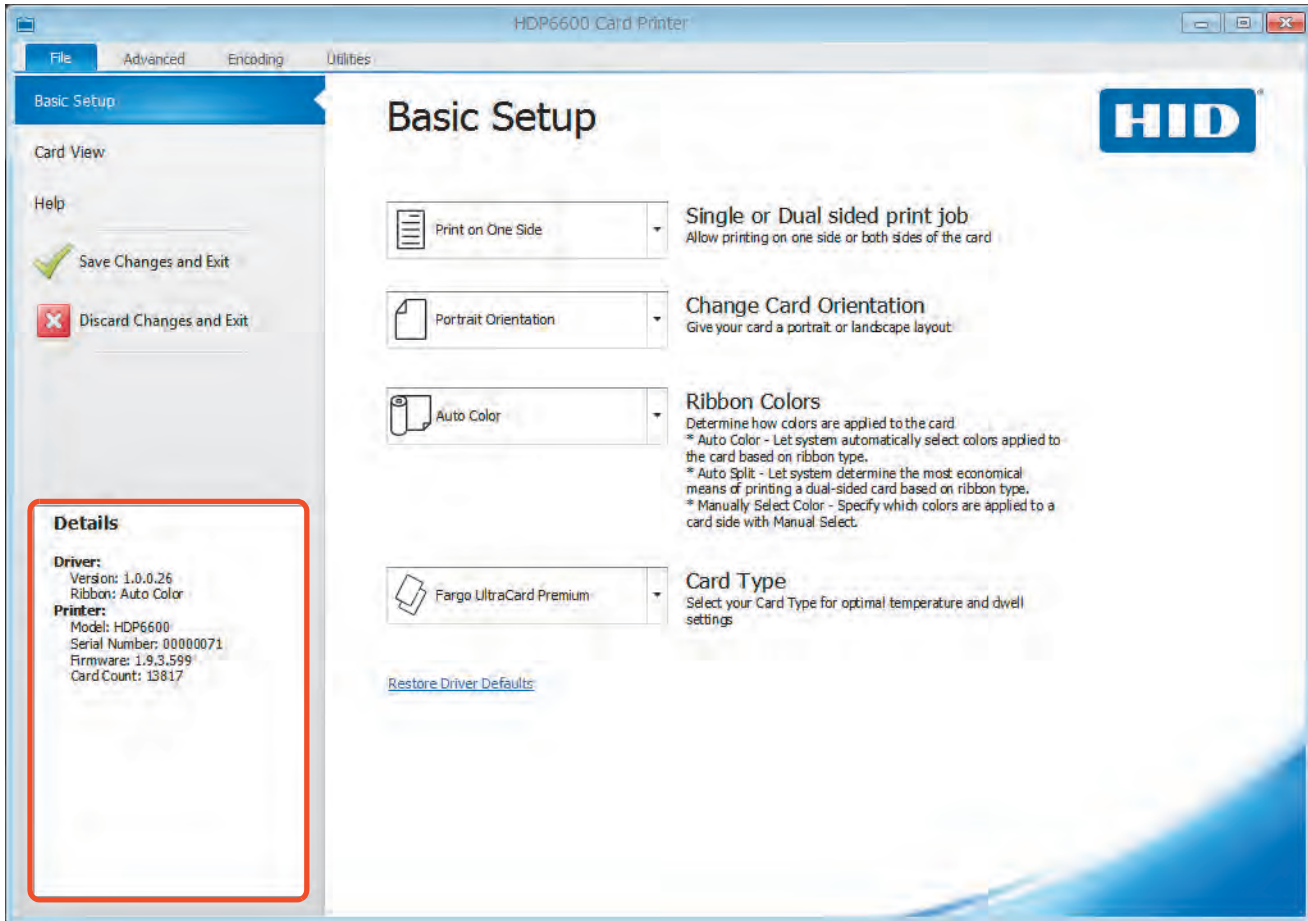 HDP6600 Card Printer
File
Advanced
Encoding
Utilities
Basic Setup
Card View
Help
Save Changes and Exit
Discard Changes and Exit
Details
Driver:
Version: 1.0.0.26
Ribbon: Auto Color
Printer:
Model: HDP6600
Serial Number: 00000071
Firmware: 1.9.3.599
Card Count: 13817
Basic Setup
HID
Print on One Side
Single or Dual sided print job
Allow printing on one side or both sides of the card
Portrait Orientation
Change Card Orientation
Give your card a portrait or landscape layout
Auto Color
Ribbon Colors
Determine how colors are applied to the card
* Auto Color - Let system automatically select colors applied to
the card based on ribbon type.
* Auto Split - Let system determine the most economical
means of printing a dual-sided card based on ribbon type.
* Manually Select Color - Specify which colors are applied to a
card side with Manual Select.
Fargo UltraCard Premium
Card Type
Select your Card Type for optimal temperature and dwell
settings
Restore Driver Defaults